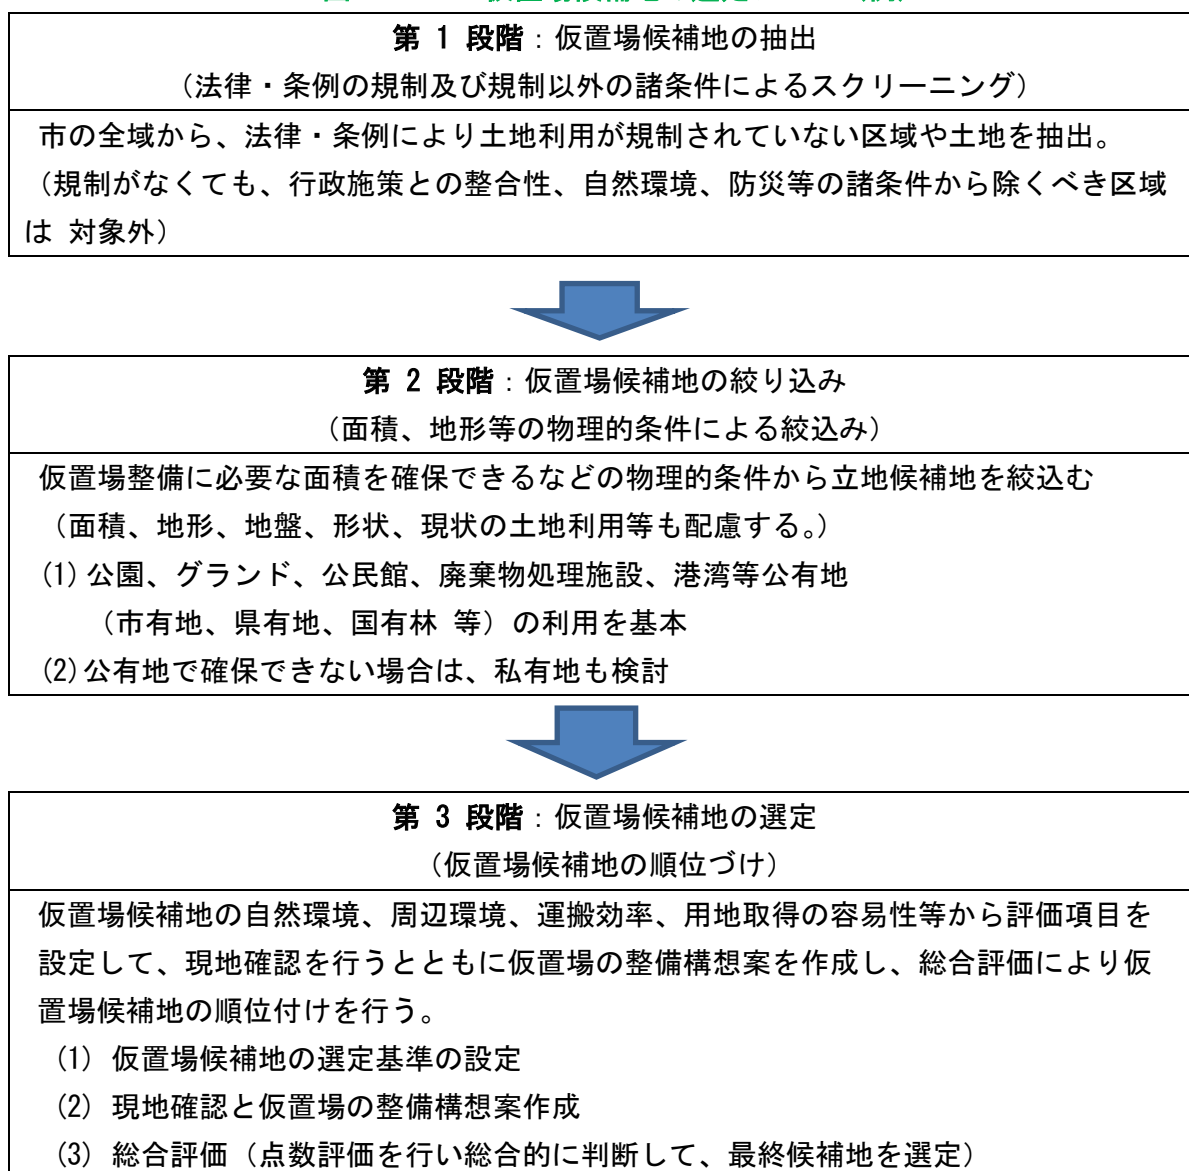 第 1 段階：仮置場候補地の抽出
（法律・条例の規制及び規制以外の諸条件によるスクリーニング）
市の全域から、法律・条例により土地利用が規制されていない区域や土地を抽出。
（規制がなくても、行政施策との整合性、自然環境、防災等の諸条件から除くべき区域
は 対象外）
第 2 段階：仮置場候補地の絞り込み
（面積、地形等の物理的条件による絞込み）
仮置場整備に必要な面積を確保できるなどの物理的条件から立地候補地を絞込む
（面積、地形、地盤、形状、現状の土地利用等も配慮する。）
(1)公園、グランド、公民館、廃棄物処理施設、港湾等公有地
（市有地、県有地、国有林 等）の利用を基本
(2)公有地で確保できない場合は、私有地も検討
第 3 段階：仮置場候補地の選定
（仮置場候補地の順位づけ）
仮置場候補地の自然環境、周辺環境、運搬効率、用地取得の容易性等から評価項目を
設定して、現地確認を行うとともに仮置場の整備構想案を作成し、総合評価により仮
置場候補地の順位付けを行う。
(1) 仮置場候補地の選定基準の設定
(2) 現地確認と仮置場の整備構想案作成
(3) 総合評価（点数評価を行い総合的に判断して、最終候補地を選定）